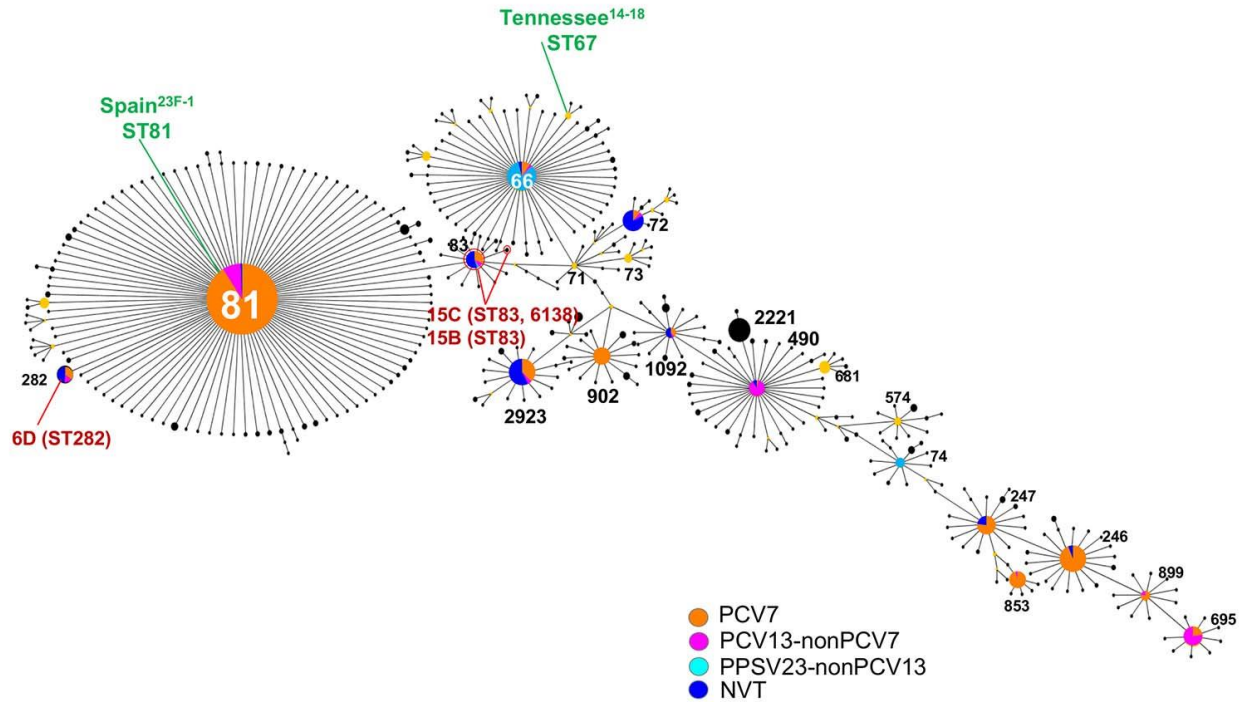 Tennessee14-18
ST67
Spain23F-1
ST81
66
72
83
71
73
81
15C (ST83, 6138)
15B (ST83)
2221
490
1092
681
282
902
2923
574
6D (ST282)
74
247
246
899
853
695
PCV7
PCV13-nonPCV7
PPSV23-nonPCV13
NVT